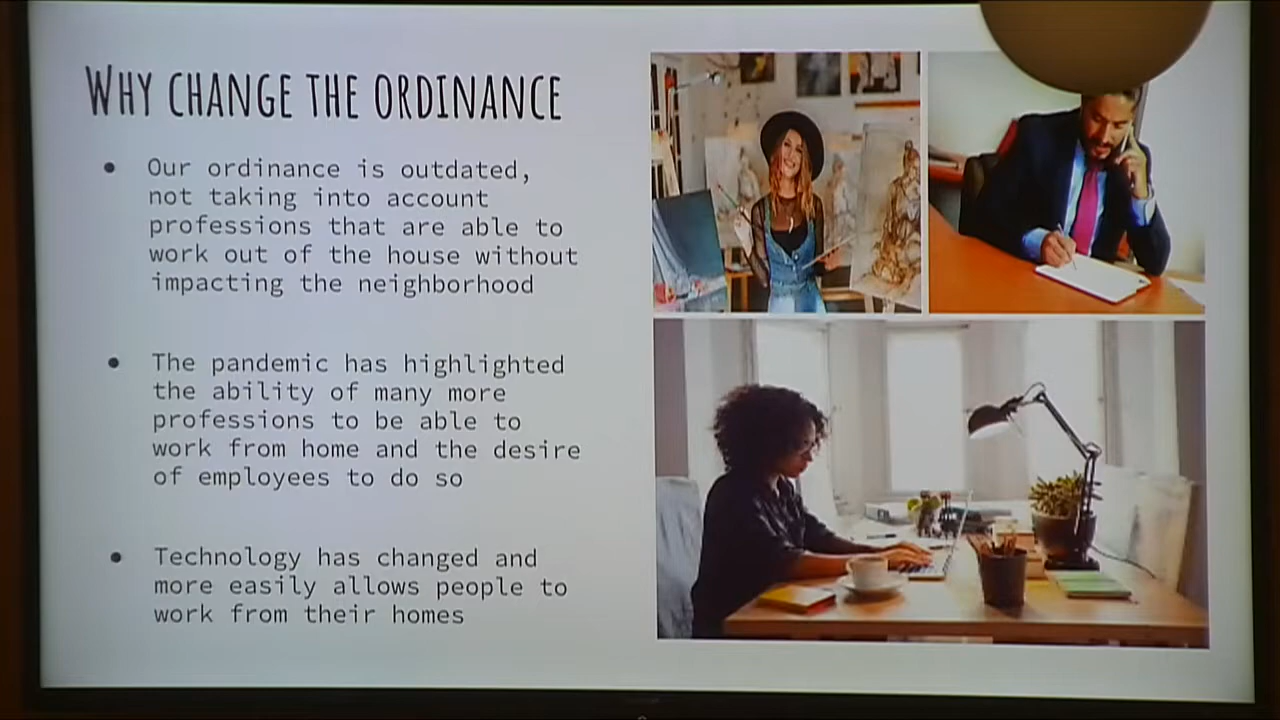 WHY CHANGE THE ORDINANCE
● Our ordinance is outdated,
not taking into account
professions that are able to
work out of the house without
impacting the neighborhood
● The pandemic has highlighted
the ability of many more
professions to be able to
work from home and the desire
of employees to do so
● Technology has changed and
more easily allows people to
work from their homes